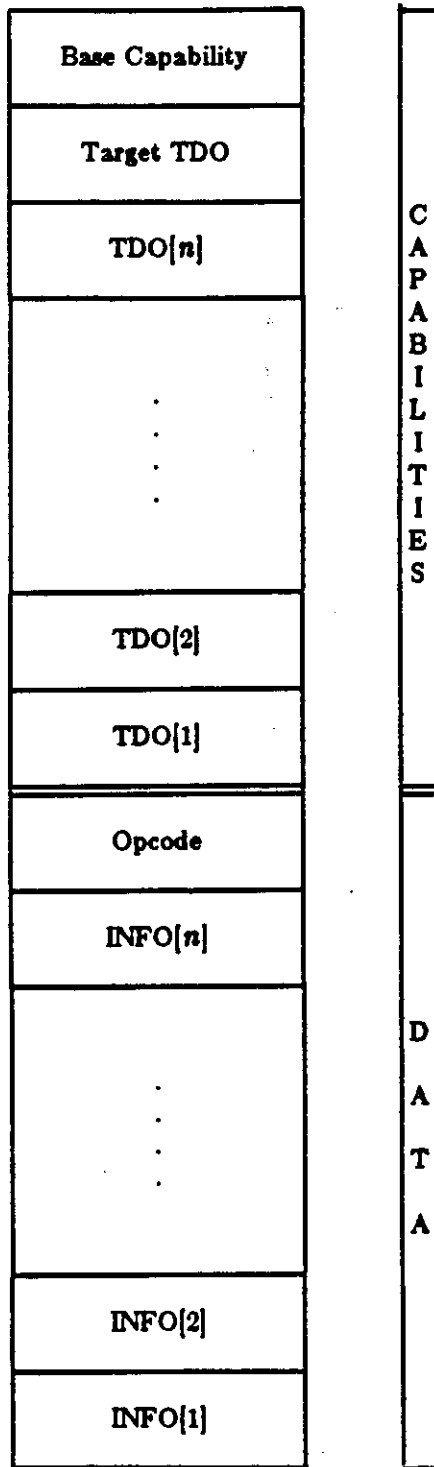 Base Capability
Target TDO
TDO[n]
.
.
.
.
TDO[2]
TDO[1]
Opcode
INFO[n]
.
.
.
.
INFO[2]
INFO[1]
C
A
P
A
B
I
L
I
T
I
E
S
D
A
T
A